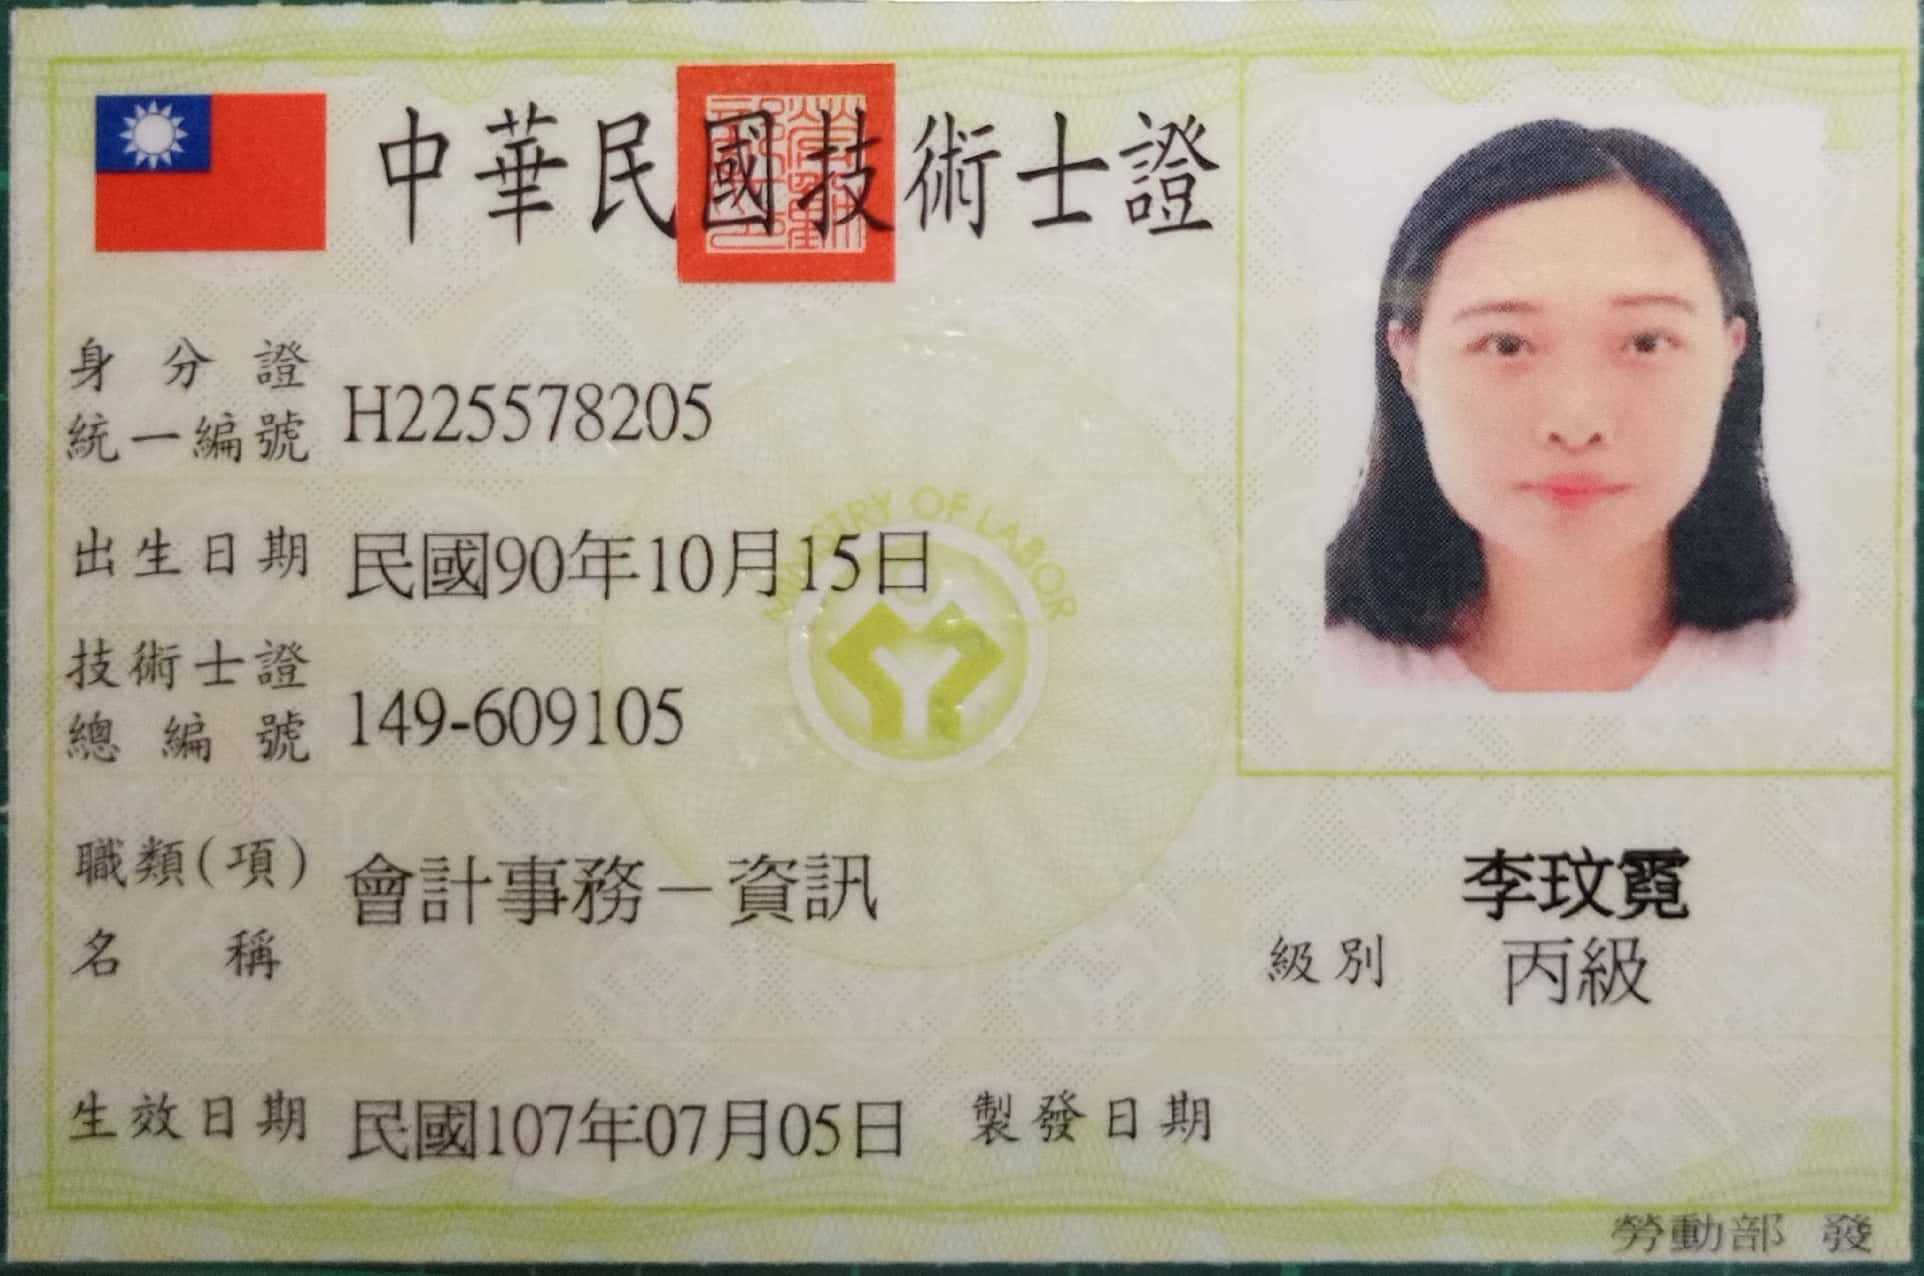 中華民國技術士證
身分證統一編號 H225578205
出生日期 民國90年10月15日
MINISTRY OF LABOR
技術士證總編號 149-609105
職類(項)名稱 會計事務－資訊
李玟霓
級別 丙級
生效日期 民國107年07月05日 製發日期
勞動部 發